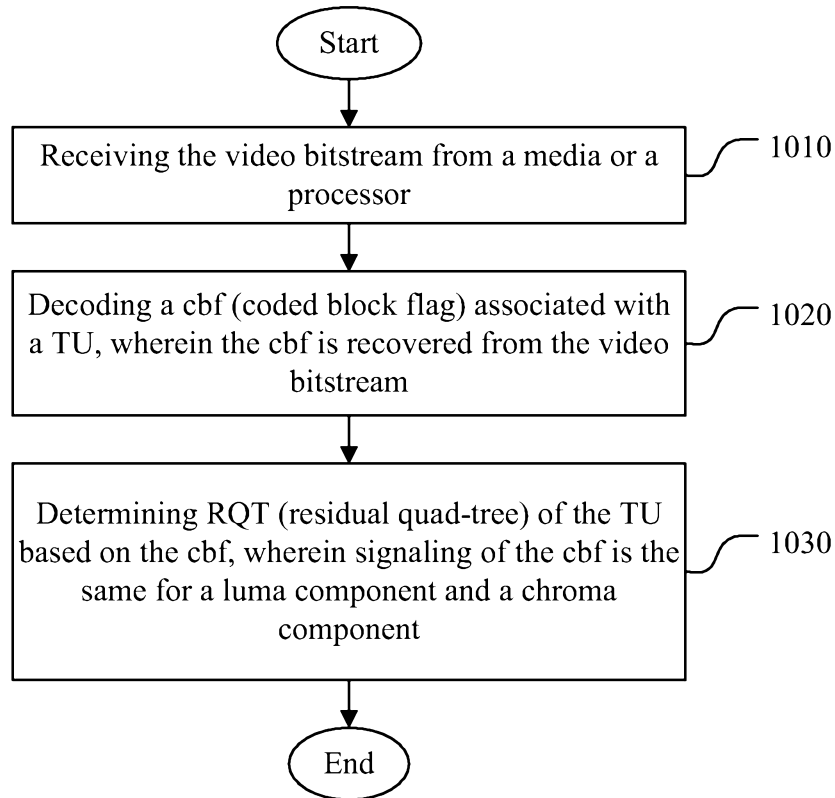 Start
Receiving the video bitstream from a media or a
processor
1010
Decoding a cbf (coded block flag) associated with
a TU, wherein the cbf is recovered from the video
bitstream
1020
Determining RQT (residual quad-tree) of the TU
based on the cbf, wherein signaling of the cbf is the
same for a luma component and a chroma
component
1030
End